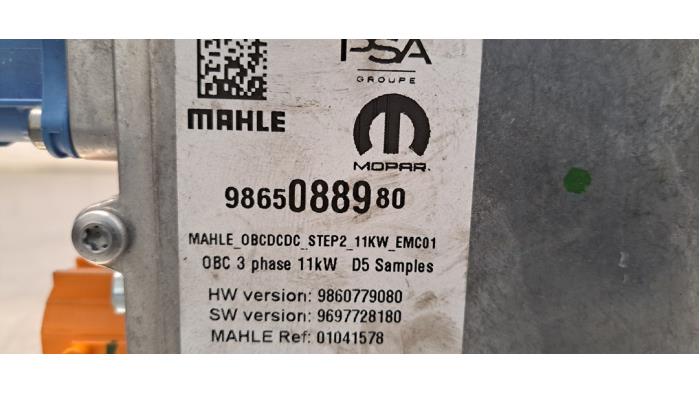 PSA
GROUPE
MAHLE
MOPAR.
9865088980
MAHLE_OBCDCDC_STEP2_11KW_EMC01
OBC 3 phase 11kW D5 Samples
HW version: 9860779080
SW version: 9697728180
MAHLE Ref: 01041578